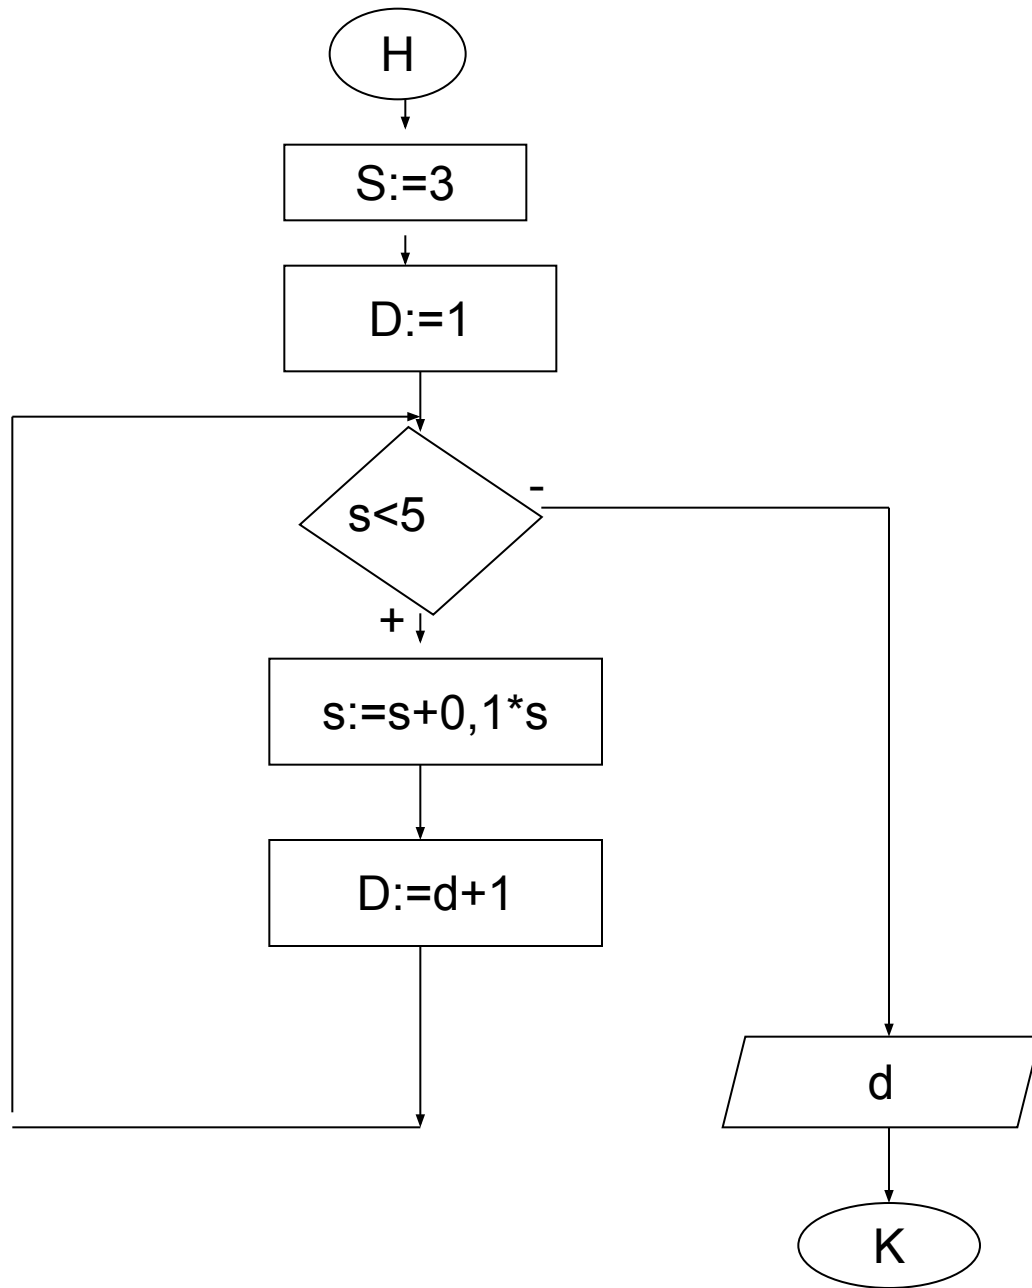 Н
S:=3
D:=1
s<5
-
+
s:=s+0,1*s
D:=d+1
d
К